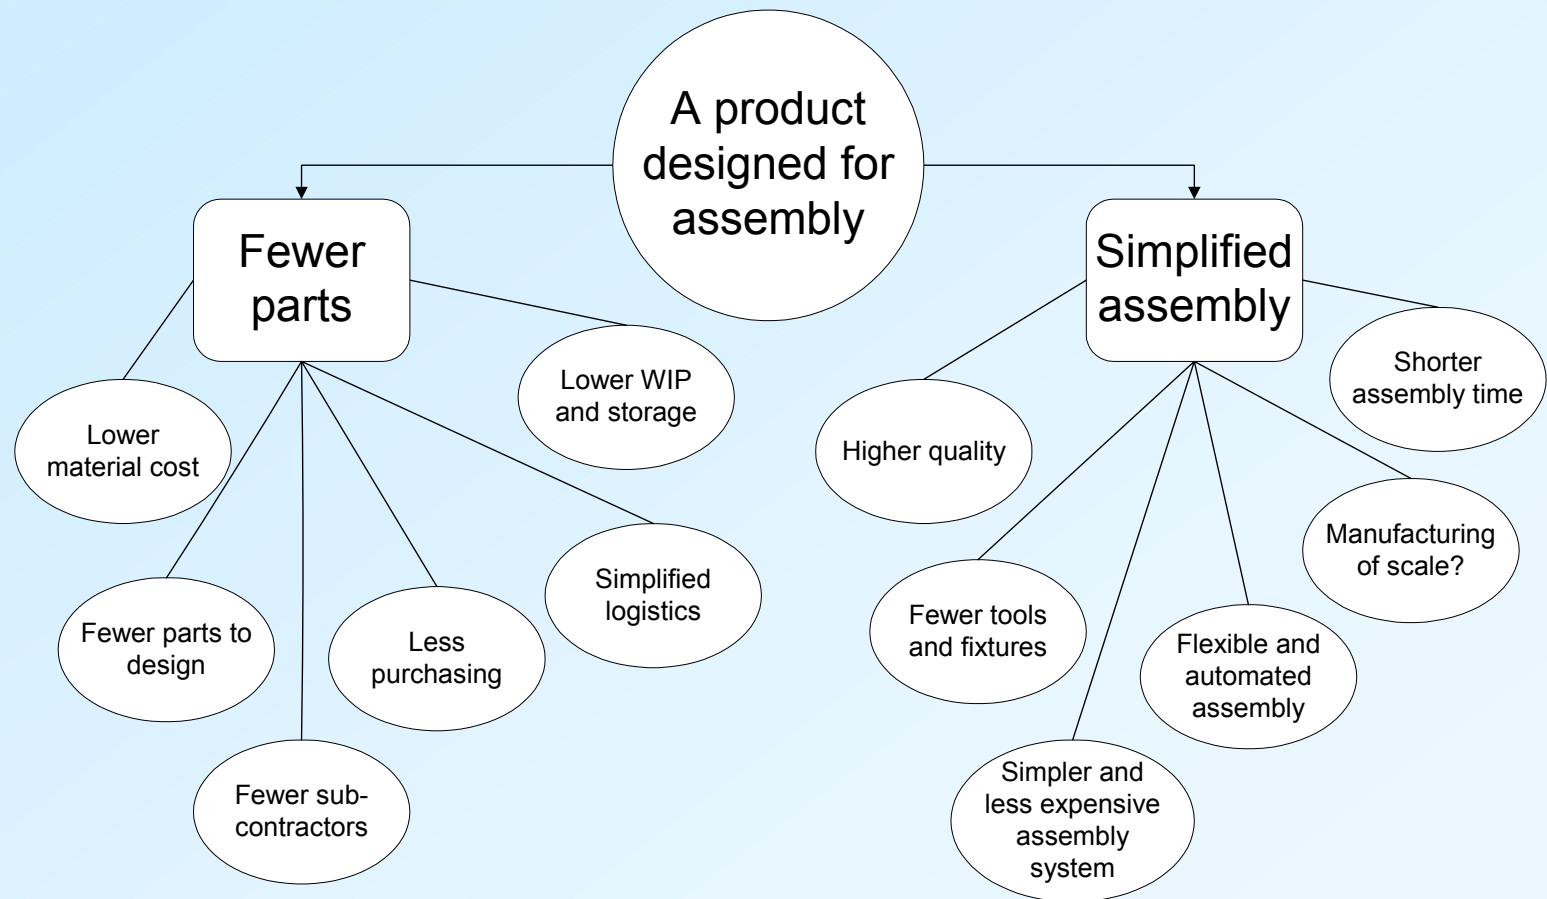 A product
designed for
assembly
Fewer
parts
Simplified
assembly
Lower
material cost
Lower WIP
and storage
Fewer parts to
design
Fewer sub-
contractors
Less
purchasing
Simplified
logistics
Higher quality
Shorter
assembly time
Fewer tools
and fixtures
Simpler and
less expensive
assembly
system
Flexible and
automated
assembly
Manufacturing
of scale?